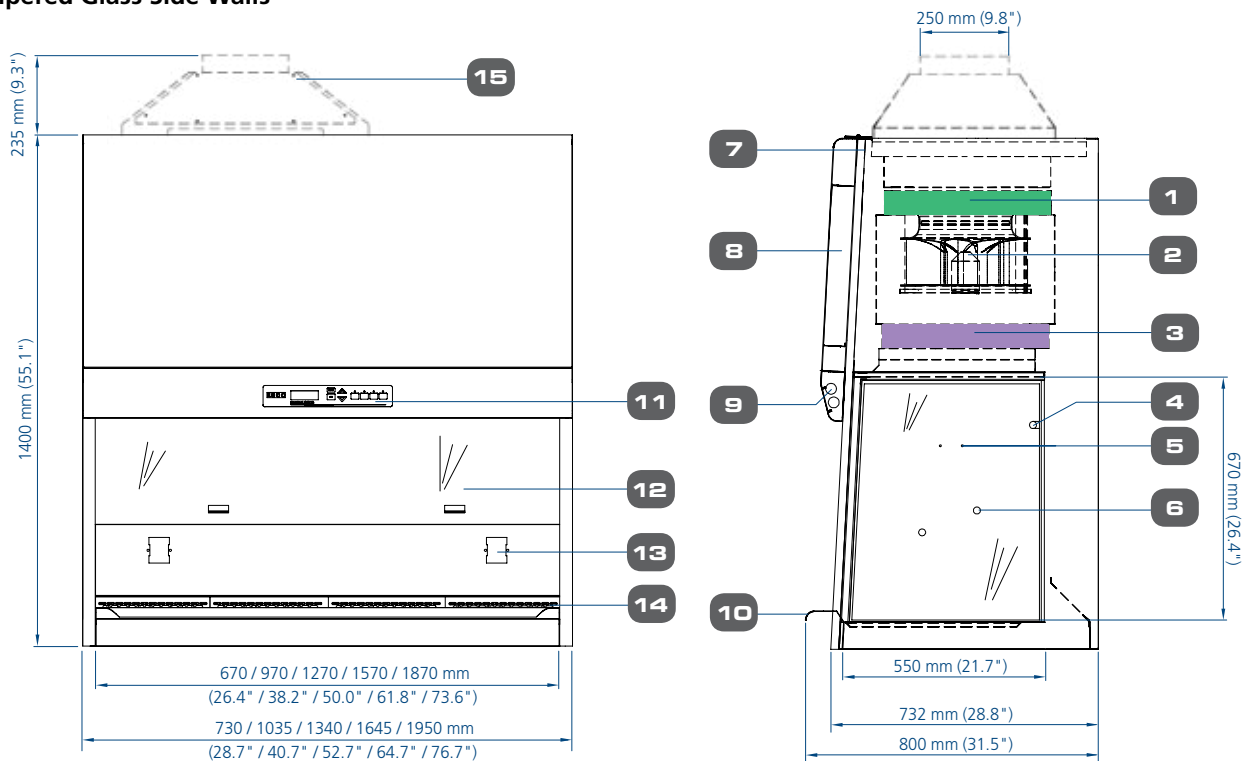 pered Glass Side Walls
250 mm (9.8")
235 mm (9.3")
15
7
1
8
2
3
1400 mm (55.1")
11
9
4
5
12
6
670 mm (26.4")
13
14
10
670 / 970 / 1270 / 1570 / 1870 mm
(26.4" / 38.2" / 50.0" / 61.8" / 73.6")
550 mm (21.7")
730 / 1035 / 1340 / 1645 / 1950 mm
(28.7" / 40.7" / 52.7" / 64.7" / 76.7")
732 mm (28.8")
800 mm (31.5")